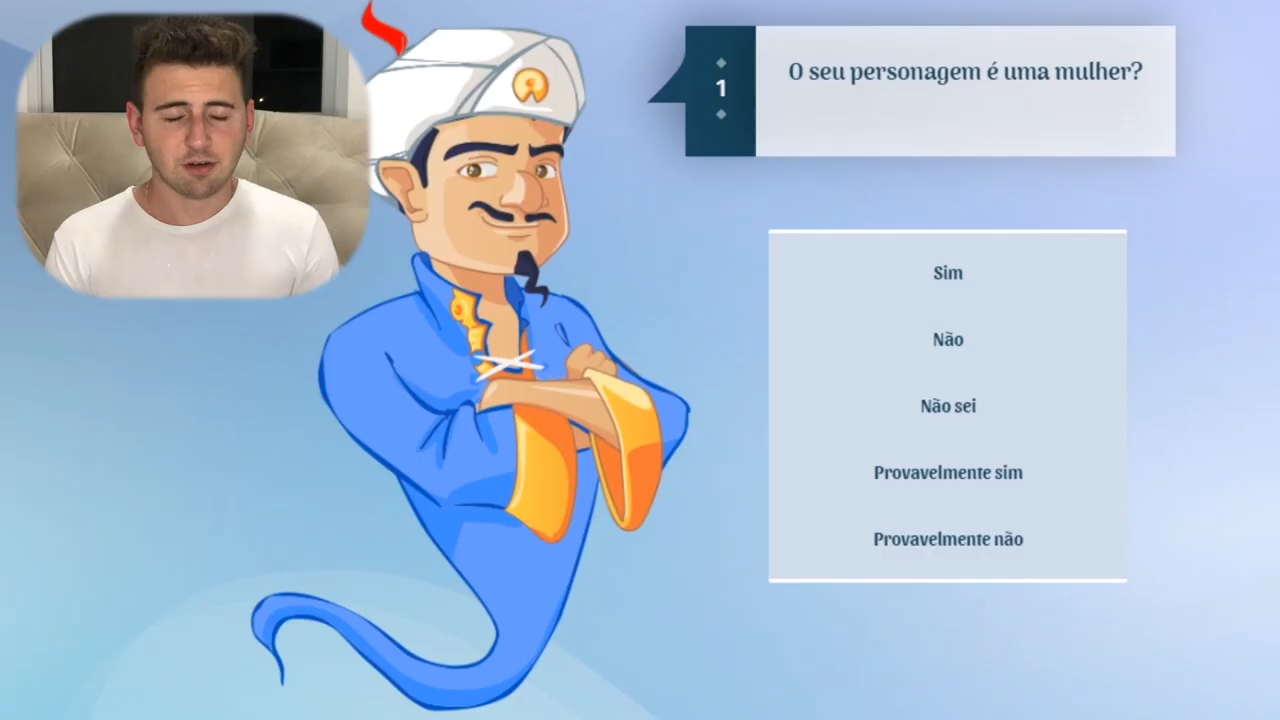 1
O seu personagem é uma mulher?
Sim
Não
Não sei
Provavelmente sim
Provavelmente não